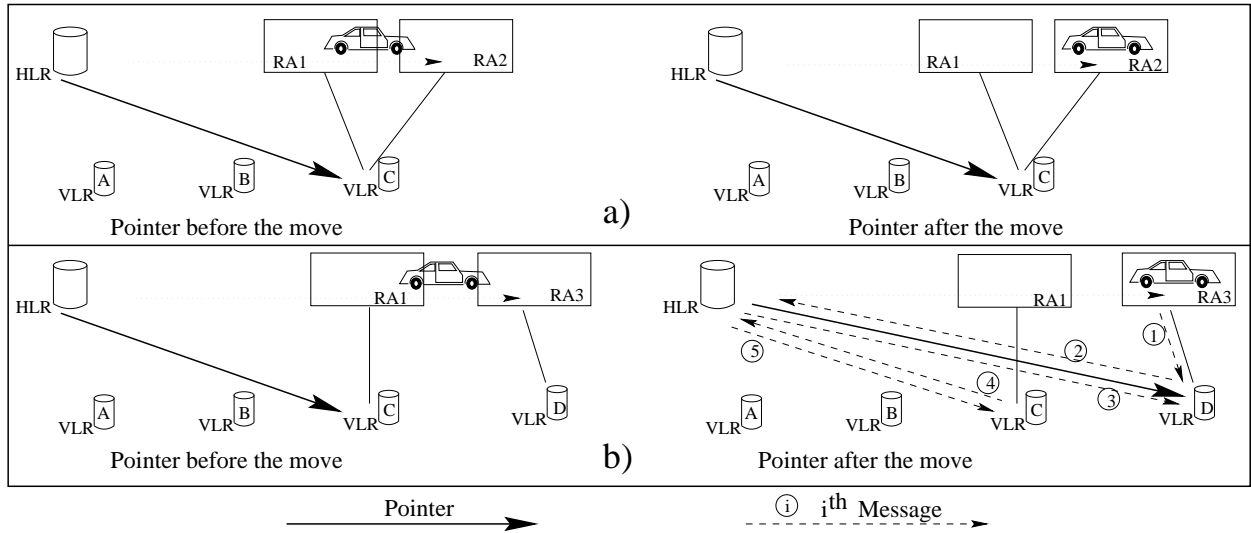 HLR
RA1
RA2
VLR A
VLR B
VLR C
Pointer before the move
a)
HLR
RA1
RA2
VLR A
VLR B
VLR C
Pointer after the move
HLR
RA1
RA3
VLR A
VLR B
VLR C
VLR D
Pointer before the move
b)
HLR
RA1
RA3
1
2
3
4
5
VLR A
VLR B
VLR C
VLR D
Pointer after the move
Pointer
i ith Message